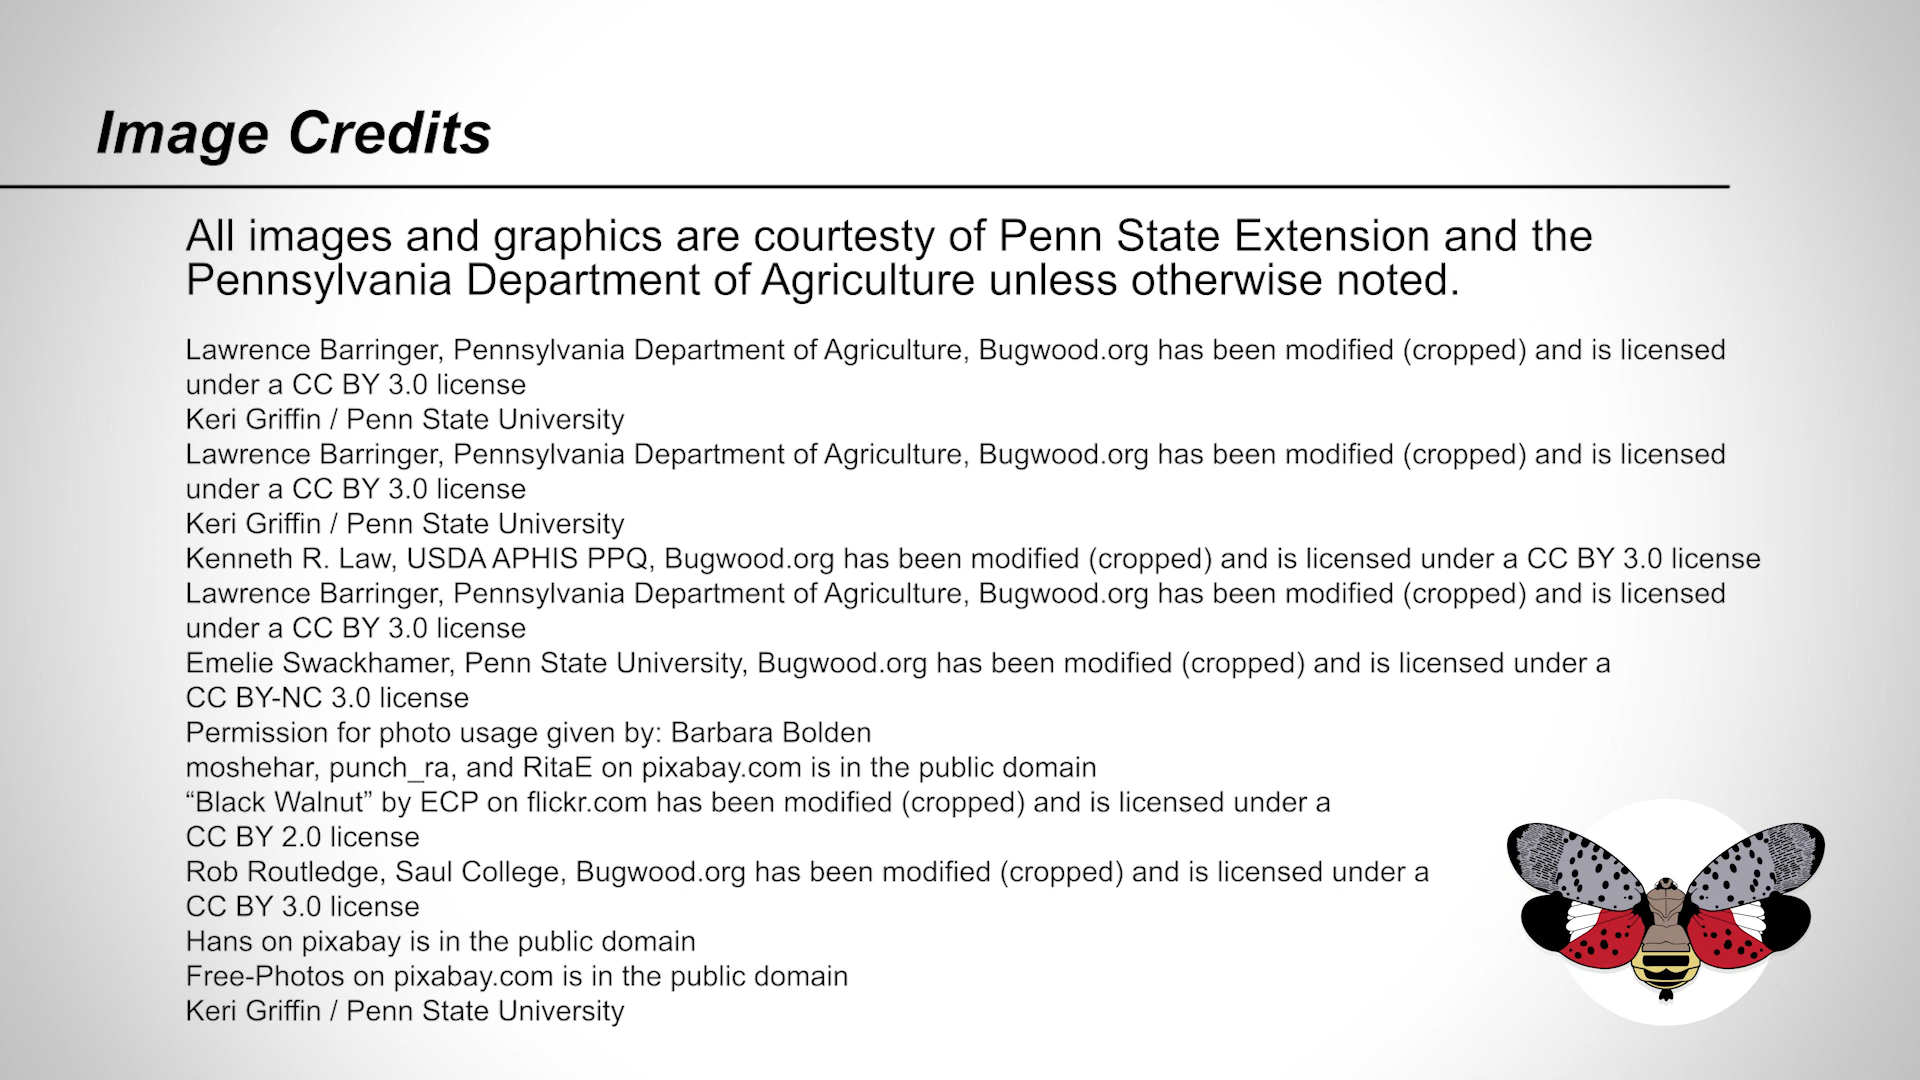 Image Credits
All images and graphics are courtesty of Penn State Extension and the
Pennsylvania Department of Agriculture unless otherwise noted.
Lawrence Barringer, Pennsylvania Department of Agriculture, Bugwood.org has been modified (cropped) and is licensed
under a CC BY 3.0 license
Keri Griffin / Penn State University
Lawrence Barringer, Pennsylvania Department of Agriculture, Bugwood.org has been modified (cropped) and is licensed
under a CC BY 3.0 license
Keri Griffin / Penn State University
Kenneth R. Law, USDA APHIS PPQ, Bugwood.org has been modified (cropped) and is licensed under a CC BY 3.0 license
Lawrence Barringer, Pennsylvania Department of Agriculture, Bugwood.org has been modified (cropped) and is licensed
under a CC BY 3.0 license
Emelie Swackhamer, Penn State University, Bugwood.org has been modified (cropped) and is licensed under a
CC BY-NC 3.0 license
Permission for photo usage given by: Barbara Bolden
moshehar, punch_ra, and RitaE on pixabay.com is in the public domain
“Black Walnut” by ECP on flickr.com has been modified (cropped) and is licensed under a
CC BY 2.0 license
Rob Routledge, Saul College, Bugwood.org has been modified (cropped) and is licensed under a
CC BY 3.0 license
Hans on pixabay is in the public domain
Free-Photos on pixabay.com is in the public domain
Keri Griffin / Penn State University